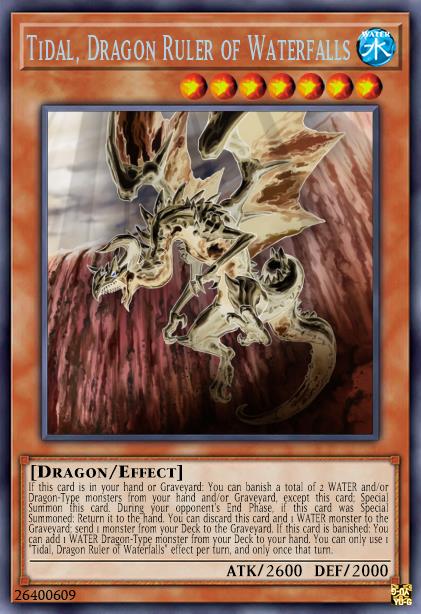 Tidal, Dragon Ruler of Waterfalls
WATER
水
[Dragon/Effect]
If this card is in your hand or Graveyard: You can banish a total of 2 WATER and/or
Dragon-Type monsters from your hand and/or Graveyard, except this card; Special
Summon this card. During your opponent's End Phase, if this card was Special
Summoned: Return it to the hand. You can discard this card and 1 WATER monster to the
Graveyard; send 1 monster from your Deck to the Graveyard. If this card is banished: You
can add 1 WATER Dragon-Type monster from your Deck to your hand. You can only use 1
"Tidal, Dragon Ruler of Waterfalls" effect per turn, and only once that turn.
ATK/2600 DEF/2000
26400609